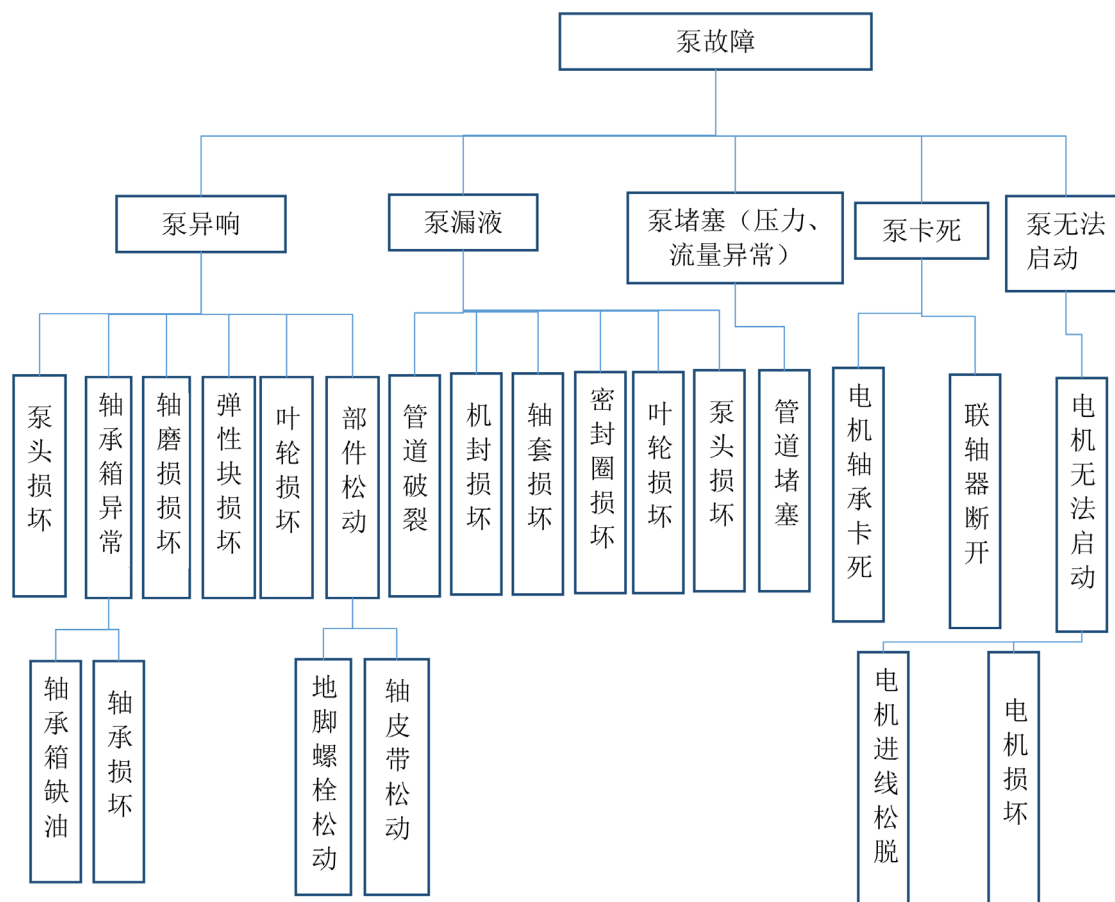 泵故障
泵异响
泵漏液
泵堵塞（压力、
流量异常）
泵卡死
泵无法
启动
泵头损坏
轴承箱异常
轴磨损损坏
弹性块损坏
叶轮损坏
部件松动
管道破裂
机封损坏
轴套损坏
密封圈损坏
叶轮损坏
泵头损坏
管道堵塞
电机轴承卡死
联轴器断开
电机无法启动
轴承箱缺油
轴承损坏
地脚螺栓松动
轴皮带松动
电机进线松脱
电机损坏